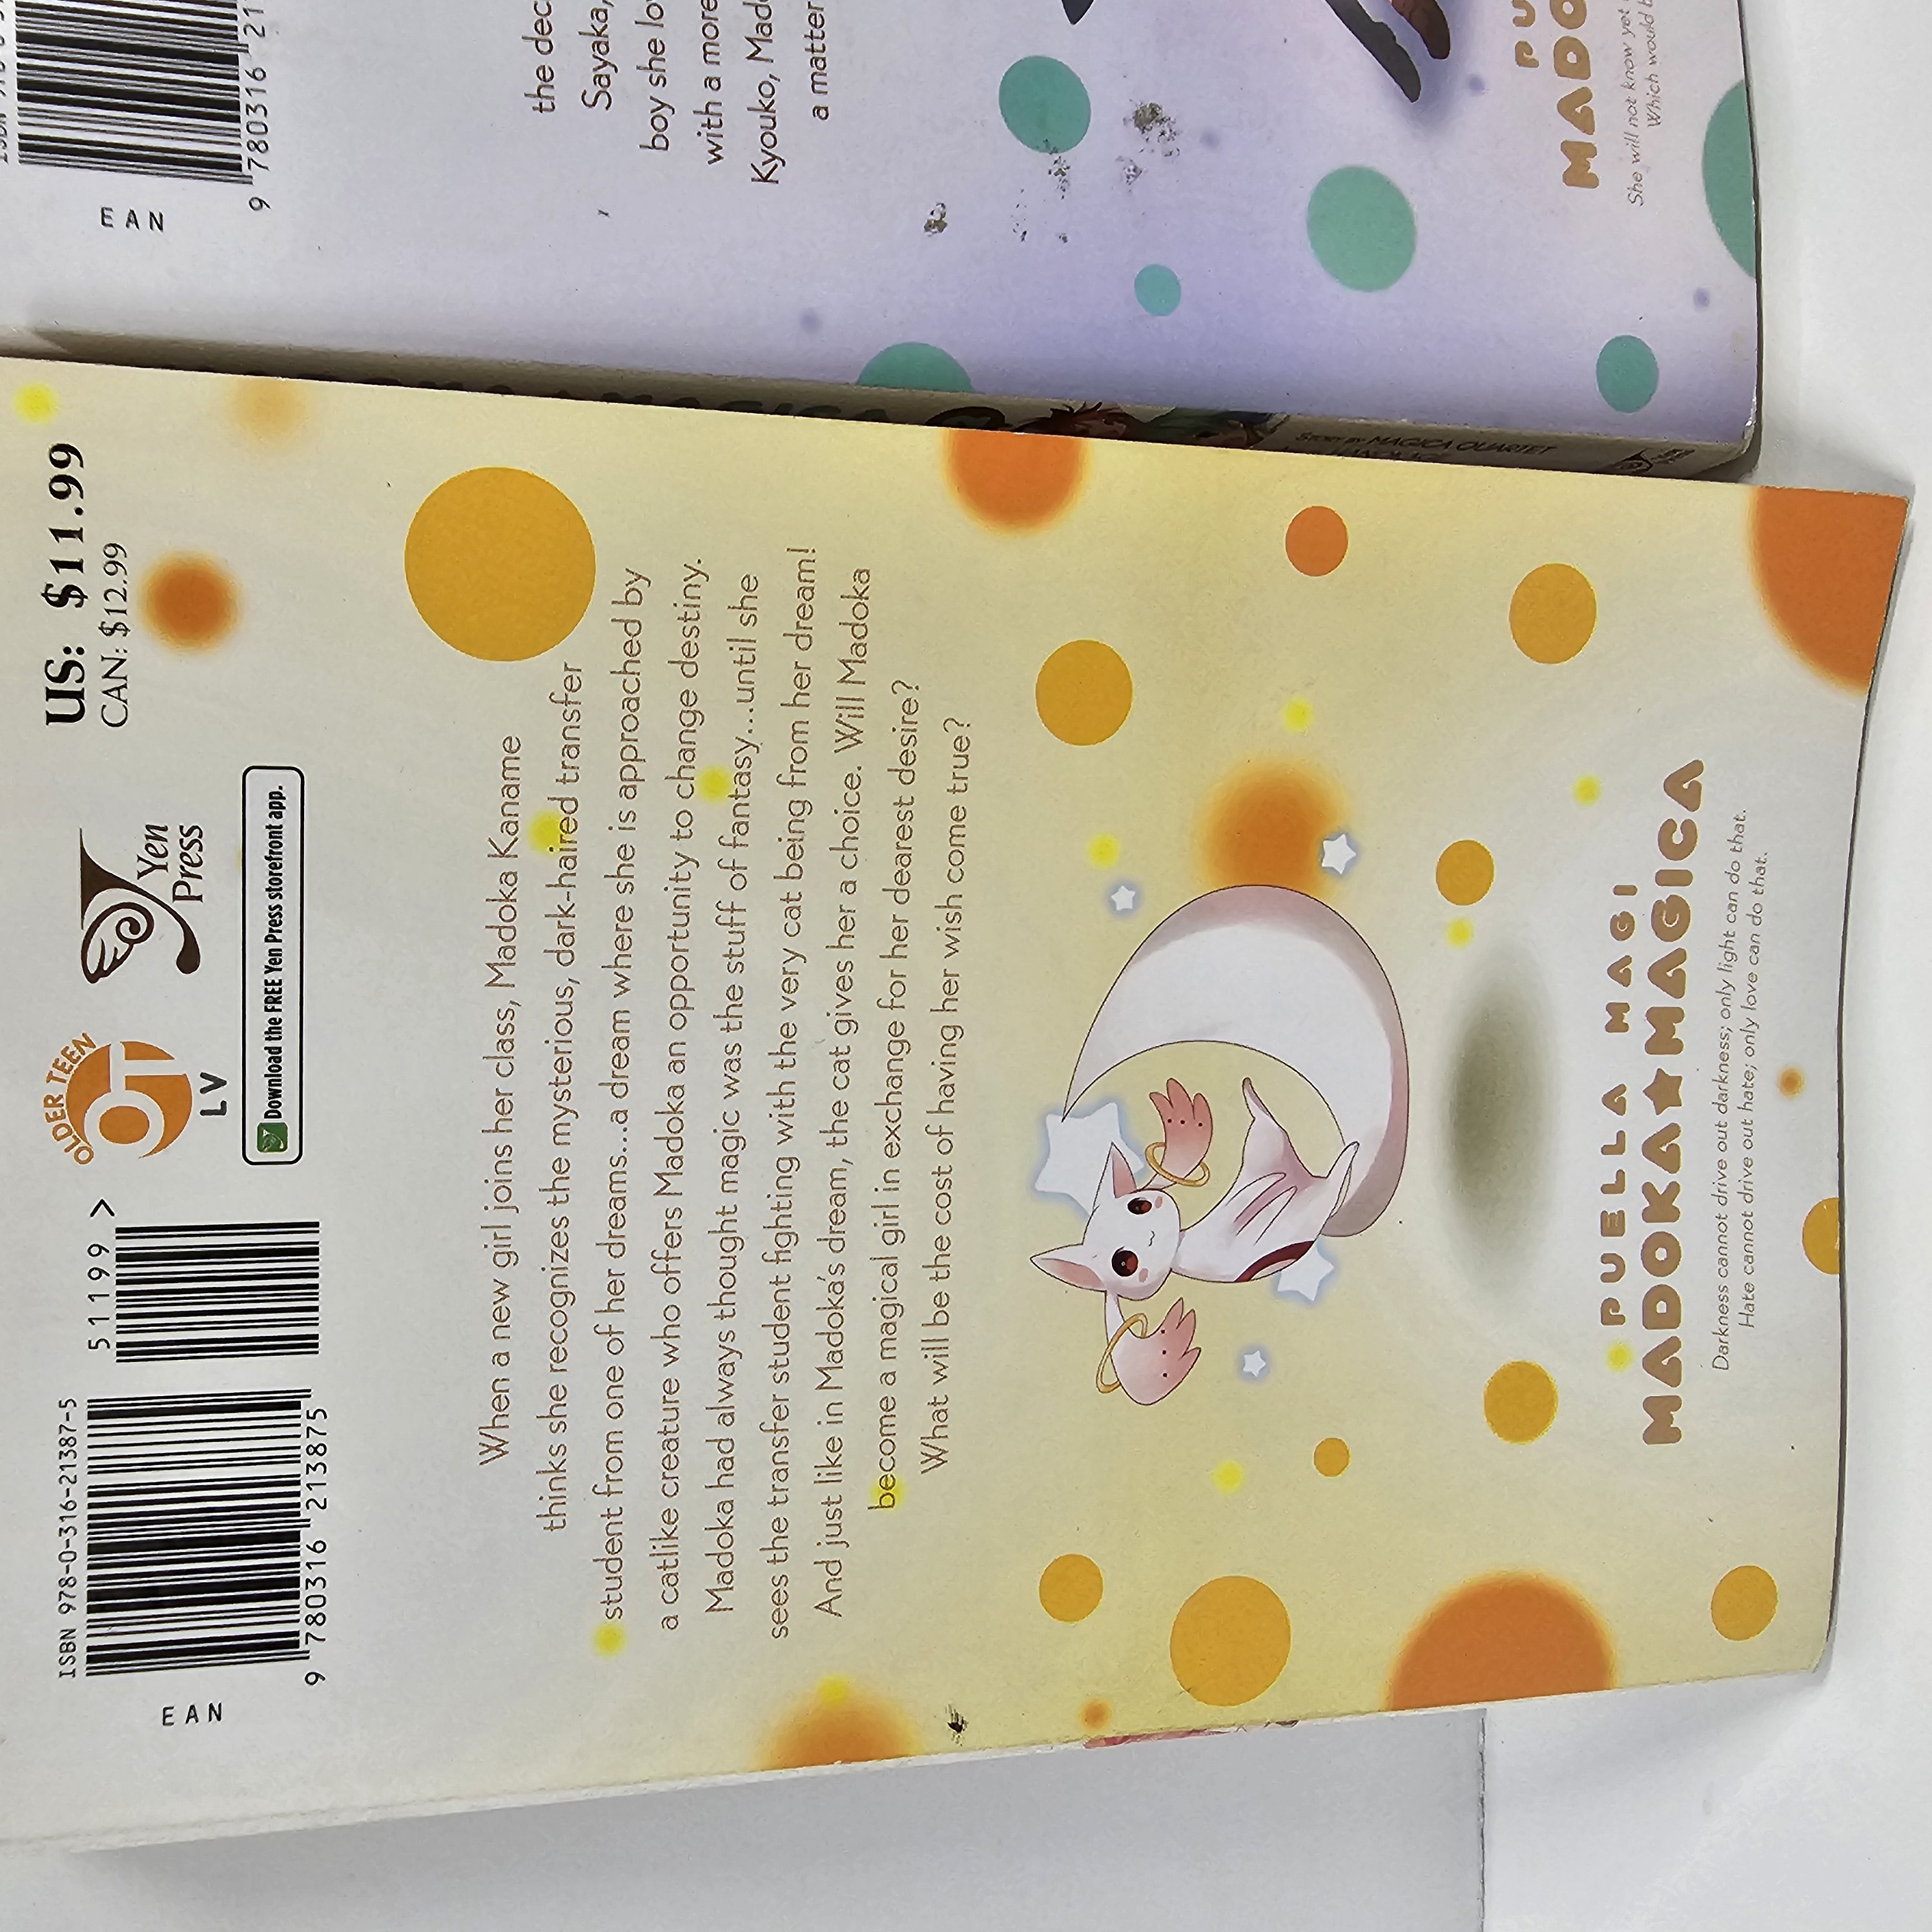 ISBN 978-0-316-21387-5
51199 >
EAN
9 780316 213875
OLDER TEEN
OT
LV
Yen
Press
US: $11.99
CAN: $12.99
Download the FREE Yen Press storefront app.
When a new girl joins her class, Madoka Kaname
thinks she recognizes the mysterious, dark-haired transfer
student from one of her dreams...a dream where she is approached by
a catlike creature who offers Madoka an opportunity to change destiny.
Madoka had always thought magic was the stuff of fantasy...until she
sees the transfer student fighting with the very cat being from her dream!
And just like in Madoka's dream, the cat gives her a choice. Will Madoka
become a magical girl in exchange for her dearest desire?
What will be the cost of having her wish come true?
PUELLA MAGI
MADOKA★MAGICA
Darkness cannot drive out darkness; only light can do that.
Hate cannot drive out hate; only love can do that.
MAGICA QUARTET
EAN
9 780316 21
the dec
Sayaka,
boy she lo
with a more
Kyouko, Mad
a matter
PU
MADO
She will not know yet
Which would b